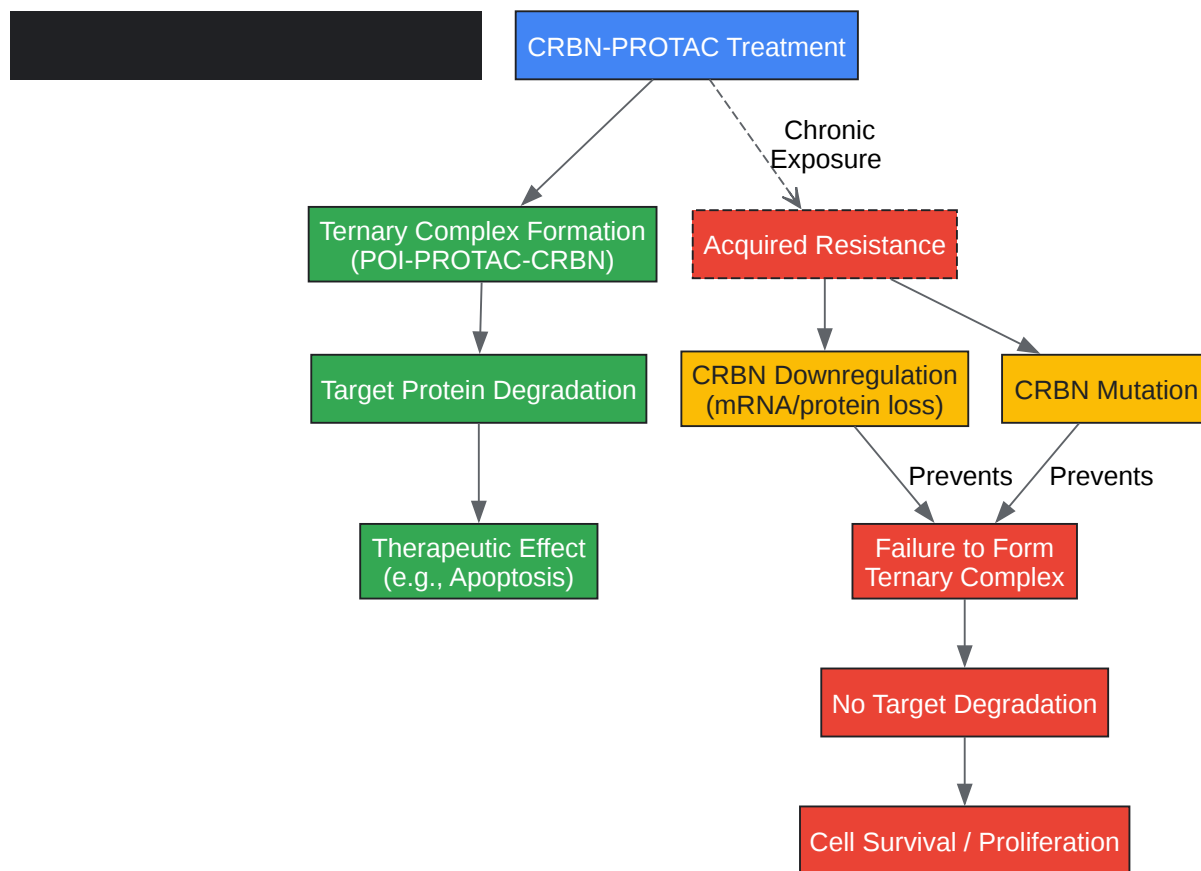 CRBN-PROTAC Treatment
Chronic
Exposure
Ternary Complex Formation
(POI-PROTAC-CRBN)
Acquired Resistance
Target Protein Degradation
CRBN Downregulation
(mRNA/protein loss)
CRBN Mutation
Prevents
Prevents
Therapeutic Effect
(e.g., Apoptosis)
Failure to Form
Ternary Complex
No Target Degradation
Cell Survival / Proliferation